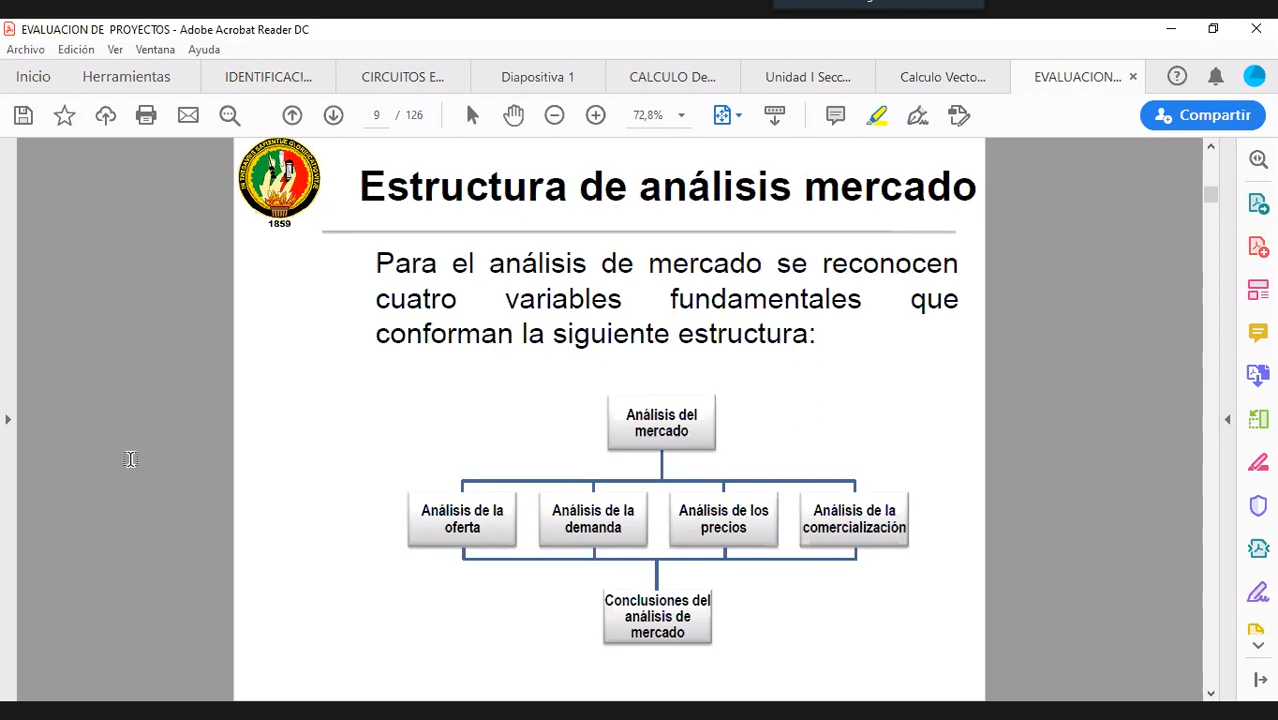 EVALUACION DE  PROYECTOS - Adobe Acrobat Reader DC
Archivo Edición Ver Ventana Ayuda
Inicio Herramientas IDENTIFICACI... CIRCUITOS E... Diapositiva 1 CALCULO De... Unidad I Secc... Calculo Vecto... EVALUACION...
9 / 126 72,8% Compartir
Estructura de análisis mercado
1859
Para el análisis de mercado se reconocen
cuatro variables fundamentales que
conforman la siguiente estructura:
Análisis del
mercado
Análisis de la
oferta
Análisis de la
demanda
Análisis de los
precios
Análisis de la
comercialización
Conclusiones del
análisis de
mercado